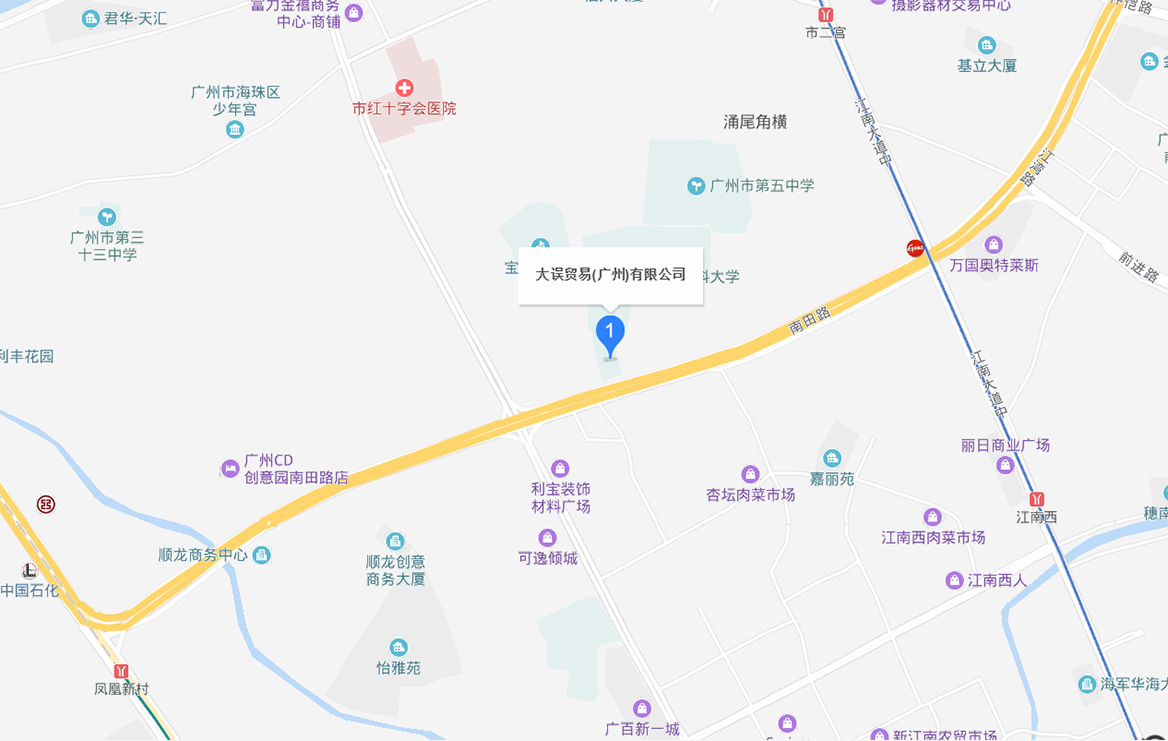 君华·天汇
富力金禧商务
中心-商铺
摄影器材交易中心
市二宫
基立大厦
广州市海珠区
少年宫
市红十字会医院
涌尾角横
江南大道中
江湾路
广州市第五中学
广州市第三
十三中学
万国奥特莱斯
前进路
宝
科大学
大误贸易(广州)有限公司
1
南田路
利丰花园
江南大道中
丽日商业广场
广州CD
创意园南田路店
利宝装饰
材料广场
杏坛肉菜市场
嘉丽苑
江南西
穗南
江南西肉菜市场
顺龙商务中心
顺龙创意
商务大厦
可逸倾城
江南西人
中国石化
怡雅苑
凤凰新村
海军华海大
广百新一城
新江南农贸市场